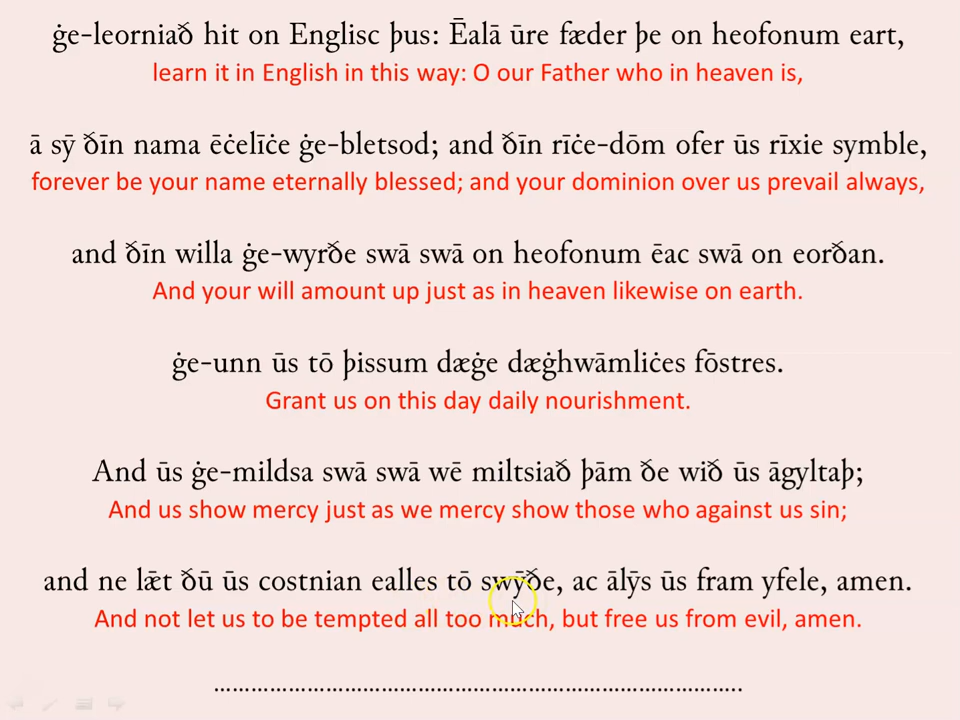 ġe-leorniað hit on Englisc þus: Ēalā ūre fæder þe on heofonum eart,
learn it in English in this way: O our Father who in heaven is,
ā sȳ ðīn nama ēċelīċe ġe-bletsod; and ðīn rīċe-dōm ofer ūs rīxie symble,
forever be your name eternally blessed; and your dominion over us prevail always,
and ðīn willa ġe-wyrðe swā swā on heofonum ēac swā on eorðan.
And your will amount up just as in heaven likewise on earth.
ġe-unn ūs tō þissum dæġe dæġhwāmliċes fōstres.
Grant us on this day daily nourishment.
And ūs ġe-mildsa swā swā wē miltsiað þām ðe wið ūs āgyltaþ;
And us show mercy just as we mercy show those who against us sin;
and ne lǣt ðū ūs costnian ealles tō swȳðe, ac ālȳs ūs fram yfele, amen.
And not let us to be tempted all too much, but free us from evil, amen.